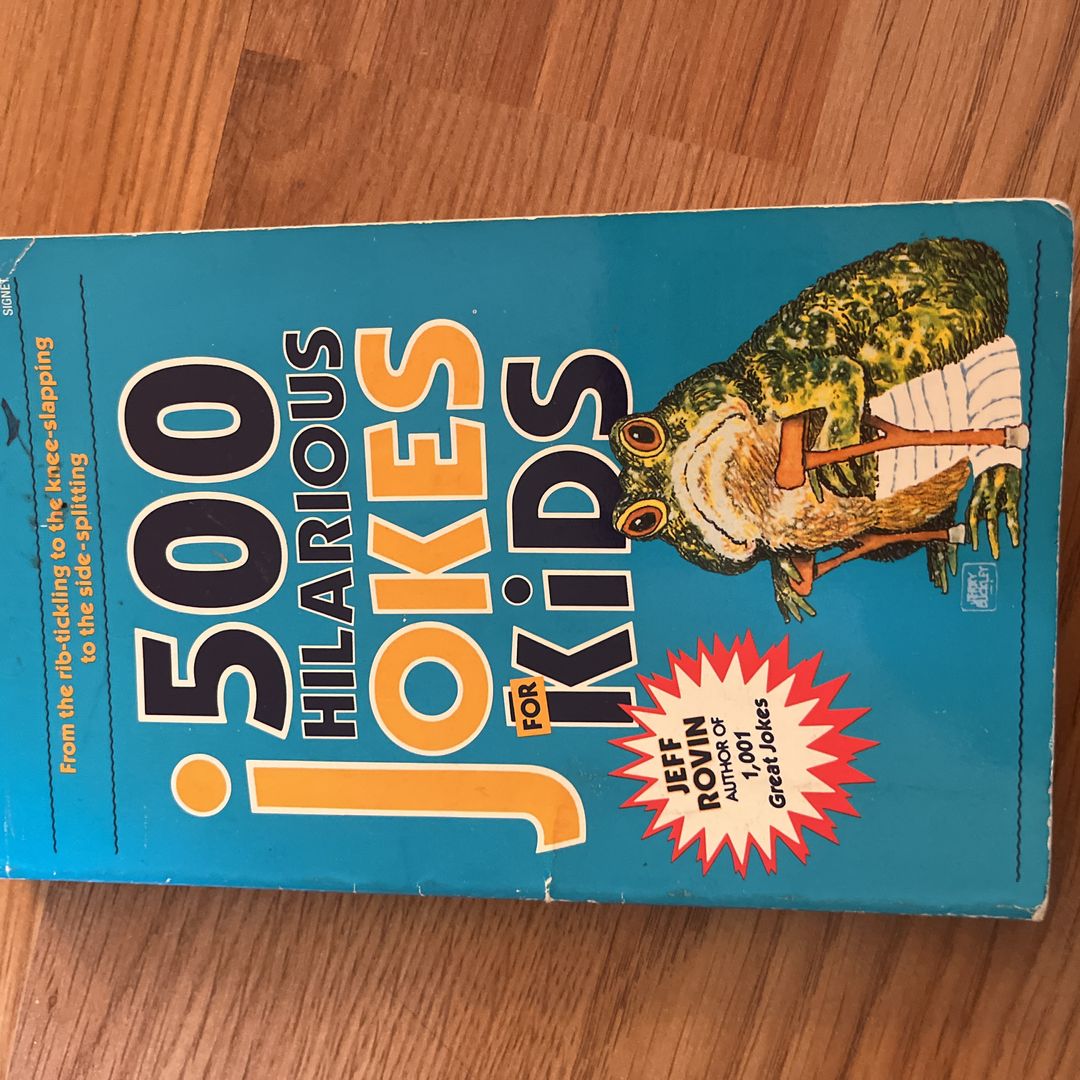 SIGNET
From the rib-tickling to the knee-slapping
to the side-splitting
500
HILARIOUS
jOKES
FOR
KiDS
JEFF
ROVIN
AUTHOR OF
1,001
Great Jokes